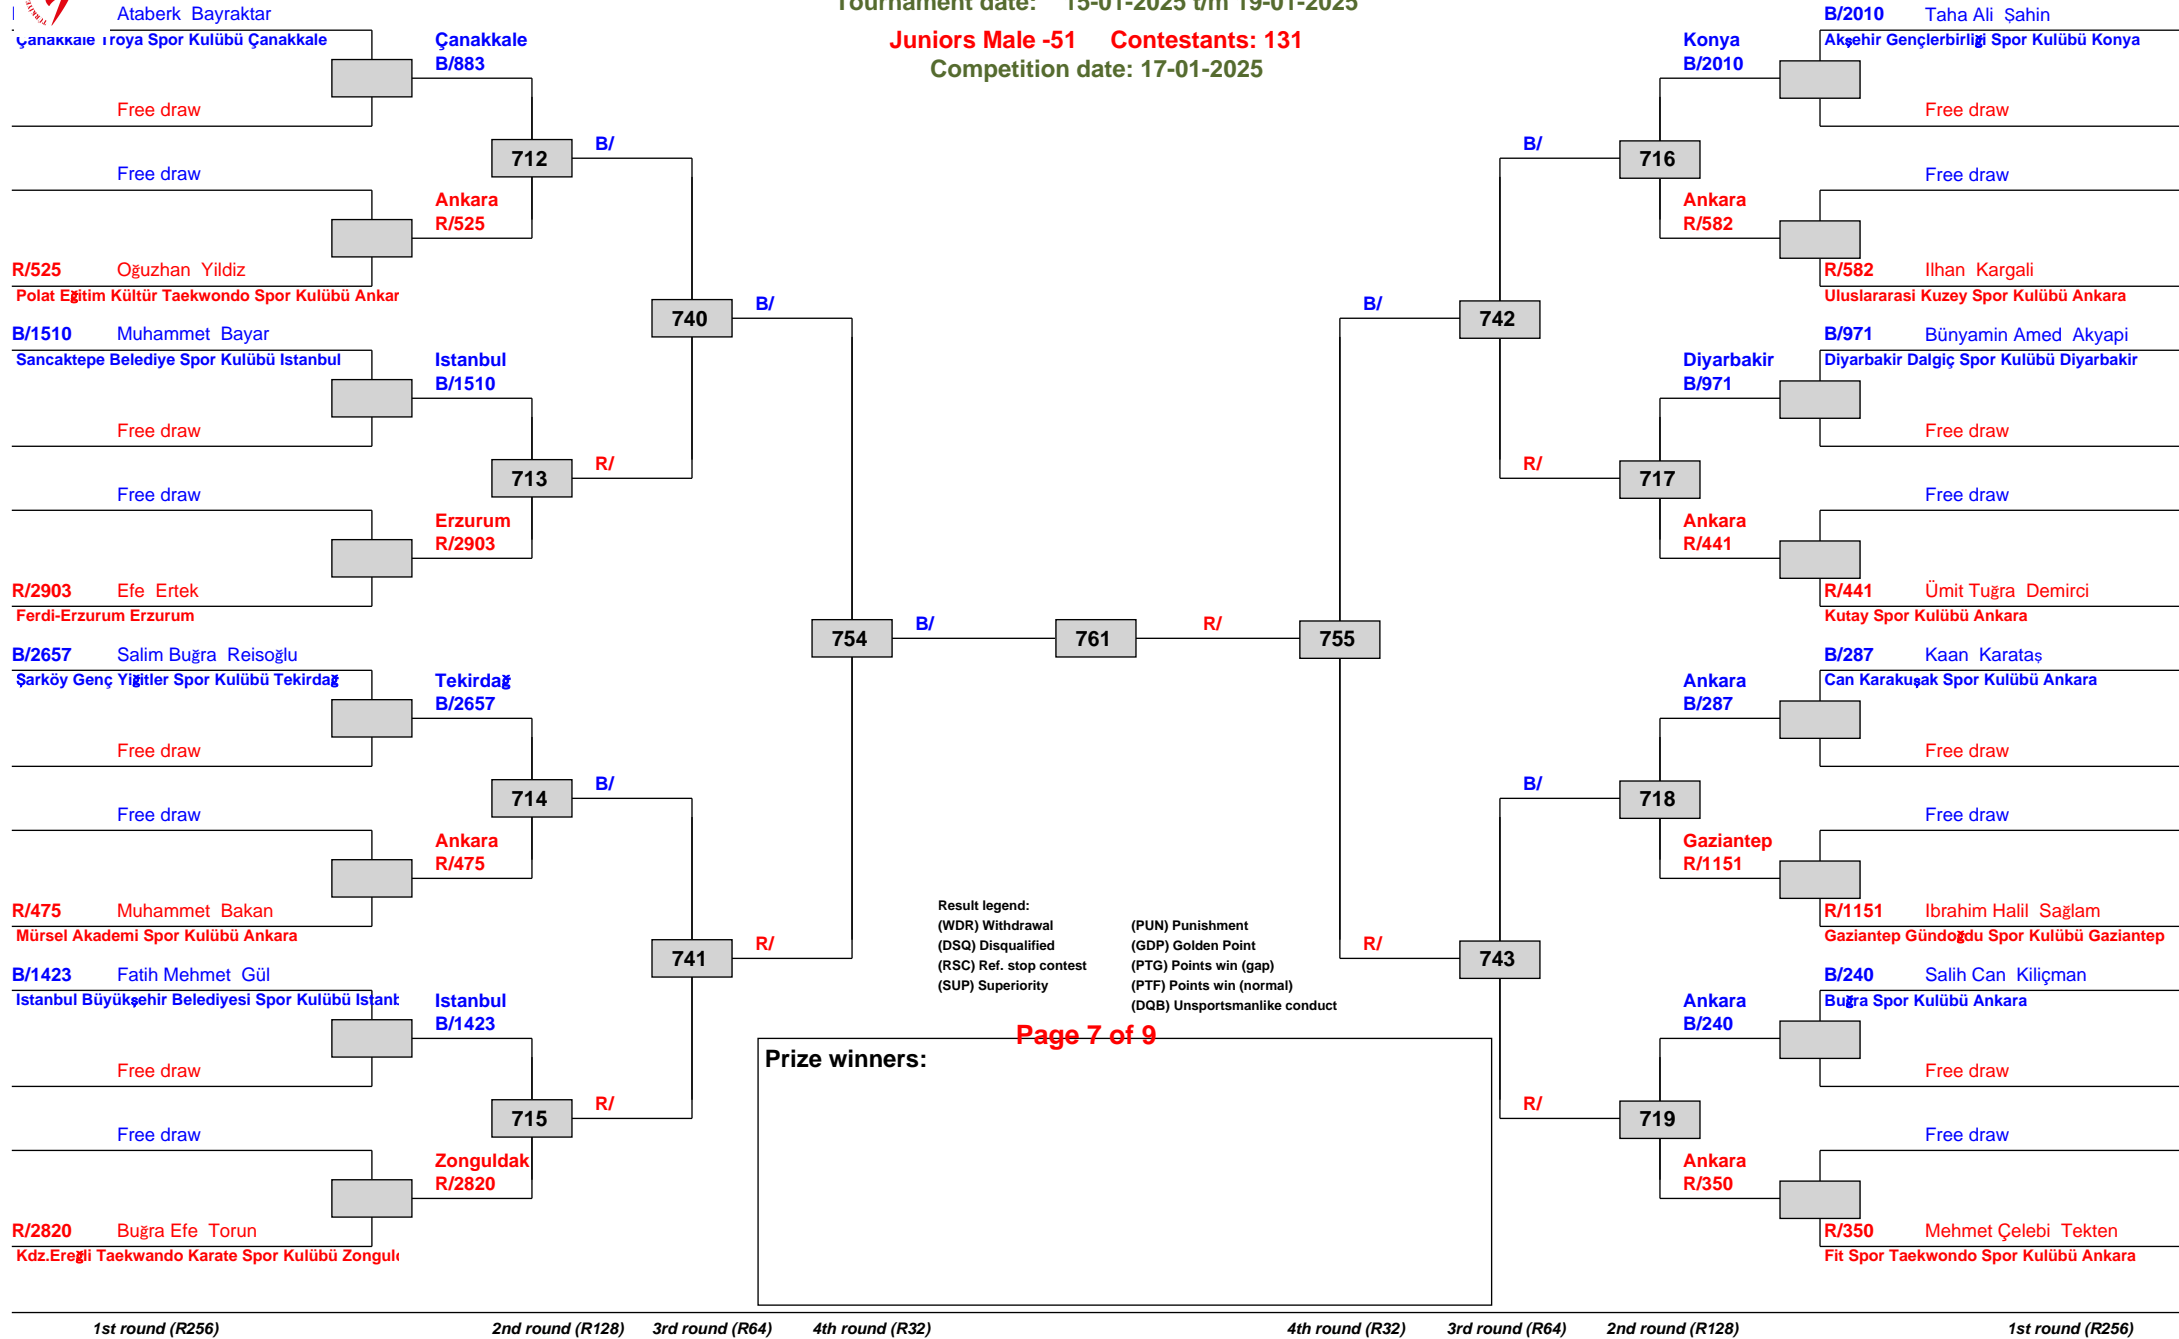 Tournament date: 15-01-2025 t/m 19-01-2025
Juniors Male -51 Contestants: 131
Competition date: 17-01-2025
Ataberk Bayraktar
Çanakkale Troya Spor Kulübü Çanakkale
Çanakkale
B/883
Free draw
712
B/
Free draw
Ankara
R/525
R/525 Oğuzhan Yildiz
Polat Eğitim Kültür Taekwondo Spor Kulübü Ankar
740
B/
B/1510 Muhammet Bayar
Sancaktepe Belediye Spor Kulübü Istanbul
Istanbul
B/1510
Free draw
713
R/
Free draw
Erzurum
R/2903
R/2903 Efe Ertek
Ferdi-Erzurum Erzurum
754
B/
761
R/
755
B/2657 Salim Buğra Reisoğlu
Şarköy Genç Yiğitler Spor Kulübü Tekirdağ
Tekirdağ
B/2657
Free draw
714
B/
Free draw
Ankara
R/475
R/475 Muhammet Bakan
Mürsel Akademi Spor Kulübü Ankara
741
R/
B/1423 Fatih Mehmet Gül
Istanbul Büyükşehir Belediyesi Spor Kulübü Istanb
Istanbul
B/1423
Free draw
715
R/
Free draw
Zonguldak
R/2820
R/2820 Buğra Efe Torun
Kdz.Ereğli Taekwando Karate Spor Kulübü Zongul
B/2010 Taha Ali Şahin
Akşehir Gençlerbirliği Spor Kulübü Konya
Konya
B/2010
Free draw
B/
716
Free draw
Ankara
R/582
R/582 Ilhan Kargali
Uluslararasi Kuzey Spor Kulübü Ankara
B/
742
B/971 Bünyamin Amed Akyapi
Diyarbakir Dalgiç Spor Kulübü Diyarbakir
Diyarbakir
B/971
Free draw
R/
717
Free draw
Ankara
R/441
R/441 Ümit Tuğra Demirci
Kutay Spor Kulübü Ankara
B/287 Kaan Karataş
Can Karakuşak Spor Kulübü Ankara
Ankara
B/287
Free draw
B/
718
Free draw
Gaziantep
R/1151
R/1151 Ibrahim Halil Sağlam
Gaziantep Gündoğdu Spor Kulübü Gaziantep
R/
743
B/240 Salih Can Kiliçman
Buğra Spor Kulübü Ankara
Ankara
B/240
Free draw
R/
719
Free draw
Ankara
R/350
R/350 Mehmet Çelebi Tekten
Fit Spor Taekwondo Spor Kulübü Ankara
Result legend:
(WDR) Withdrawal (PUN) Punishment
(DSQ) Disqualified (GDP) Golden Point
(RSC) Ref. stop contest (PTG) Points win (gap)
(SUP) Superiority (PTF) Points win (normal)
(DQB) Unsportsmanlike conduct
Page 7 of 9
Prize winners:
1st round (R256) 2nd round (R128) 3rd round (R64) 4th round (R32) 4th round (R32) 3rd round (R64) 2nd round (R128) 1st round (R256)